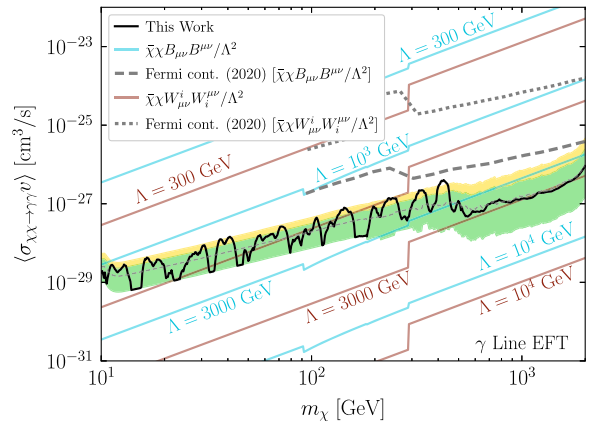 10⁻²³
10⁻²⁵
10⁻²⁷
10⁻²⁹
10⁻³¹
⟨σ_{χχ→γγ}v⟩ [cm³/s]
This Work
χ̄χB_{μν}B^{μν}/Λ²
Fermi cont. (2020) [χ̄χB_{μν}B^{μν}/Λ²]
χ̄χW^i_{μν}W_i^{μν}/Λ²
Fermi cont. (2020) [χ̄χW^i_{μν}W_i^{μν}/Λ²]
Λ = 300 GeV
Λ = 300 GeV
Λ = 10³ GeV
Λ = 3000 GeV
Λ = 3000 GeV
Λ = 10⁴ GeV
Λ = 10⁴ GeV
γ Line EFT
10¹
10²
10³
m_χ [GeV]